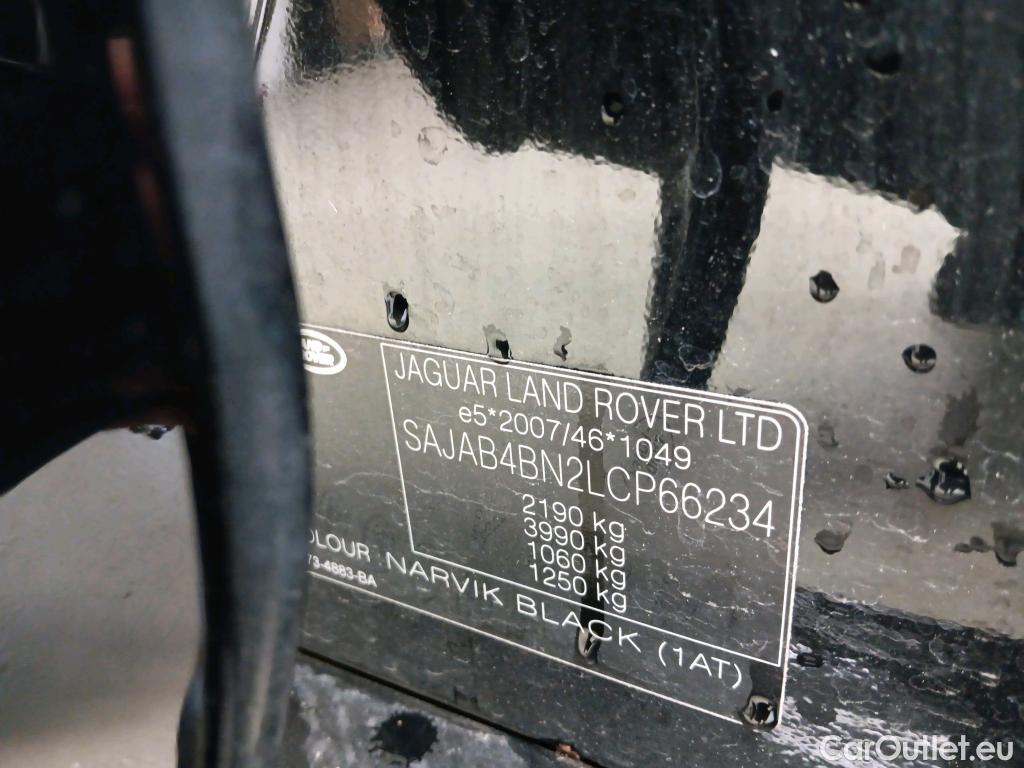 ROVER
JAGUAR LAND ROVER LTD
e5*2007/46*1049
SAJAB4BN2LCP66234
2190 kg
3990 kg
1060 kg
1250 kg
OLOUR NARVIK BLACK (1AT)
73-4883-BA
CarOutlet.eu